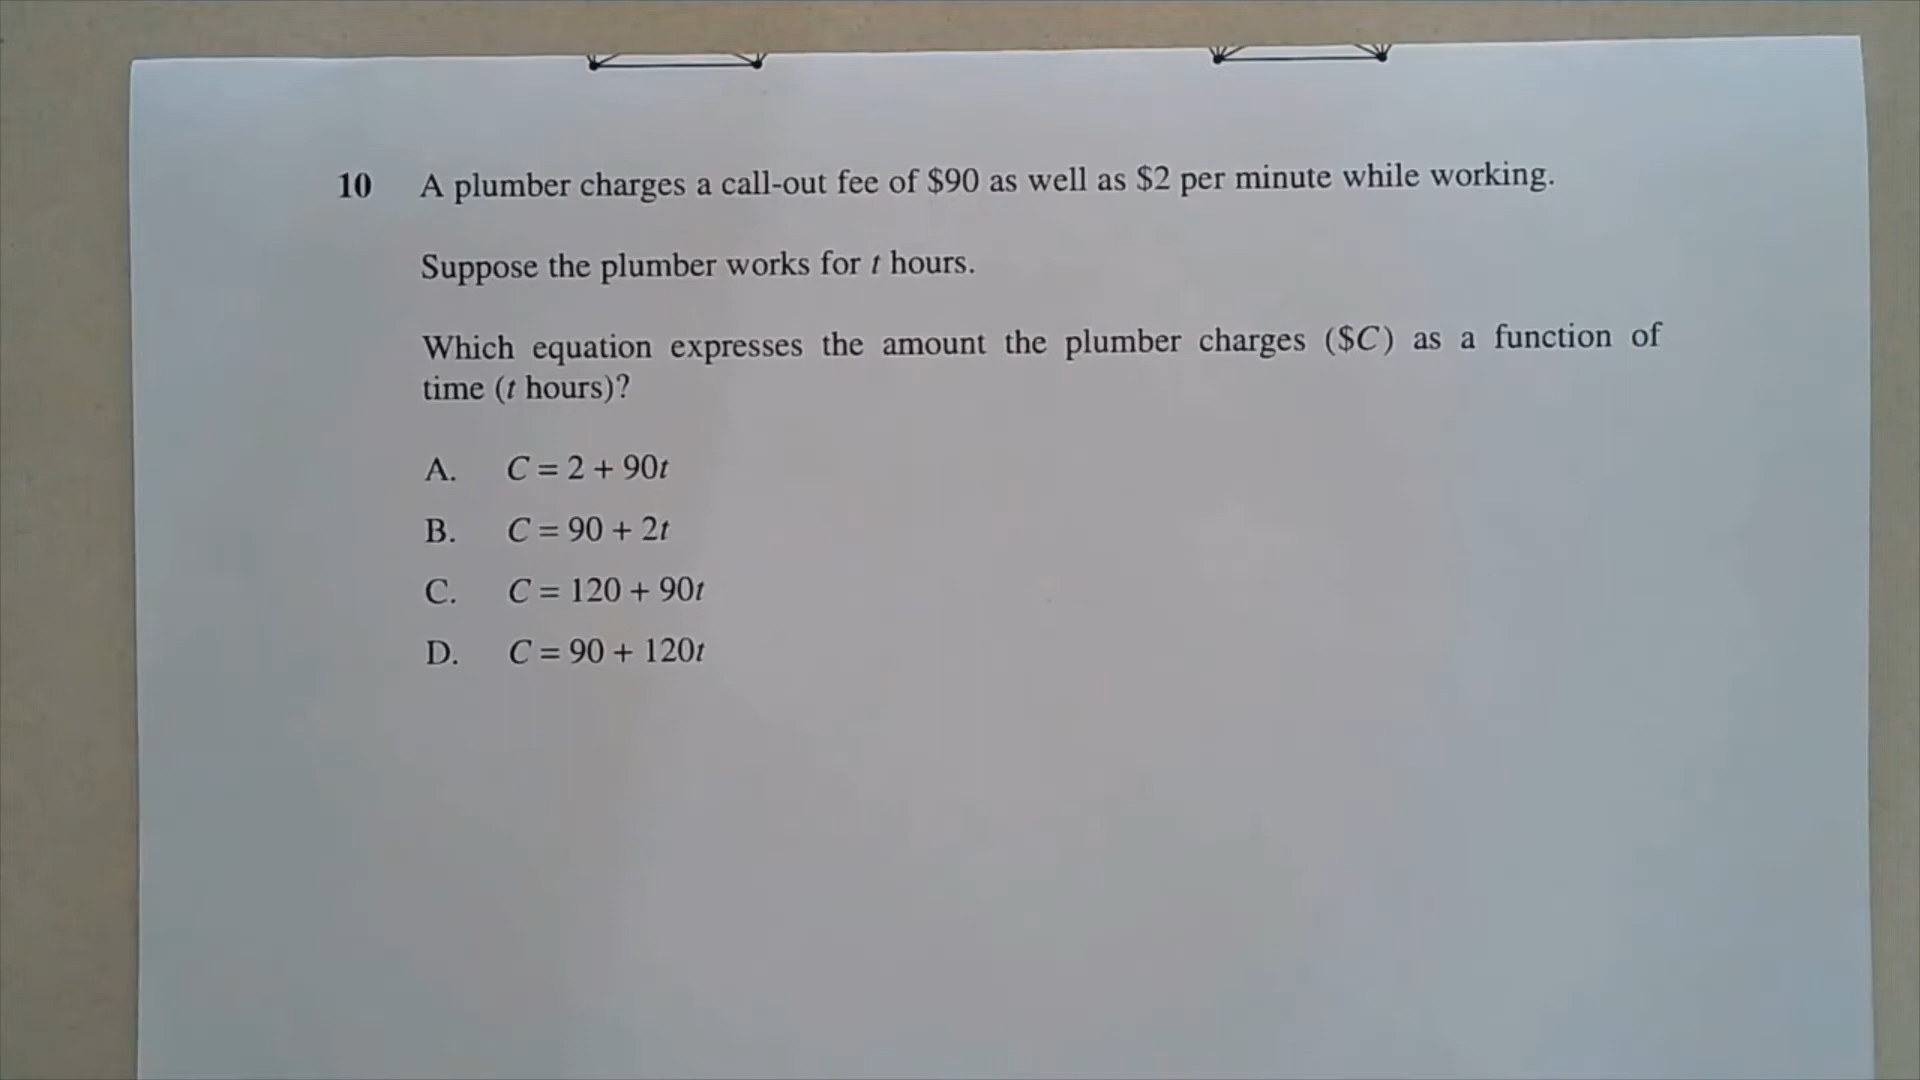 10 A plumber charges a call-out fee of $90 as well as $2 per minute while working.
Suppose the plumber works for t hours.
Which equation expresses the amount the plumber charges ($C) as a function of
time (t hours)?
A. C = 2 + 90t
B. C = 90 + 2t
C. C = 120 + 90t
D. C = 90 + 120t